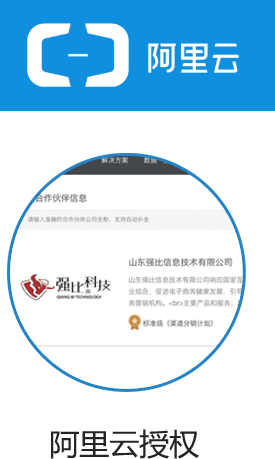 阿里云
解决方案 数据
合作伙伴信息
请输入准确的合作伙伴公司全称，支持自动补全
山东强比信息技术有限公司
山东强比信息技术有限公司响应国家互
业结合，促进电子商务健康发展，引导
务营销机构。<br>主要产品和服务：
强比科技
QIANG BI TECHNOLOGY
标准级（渠道分销计划）
阿里云授权